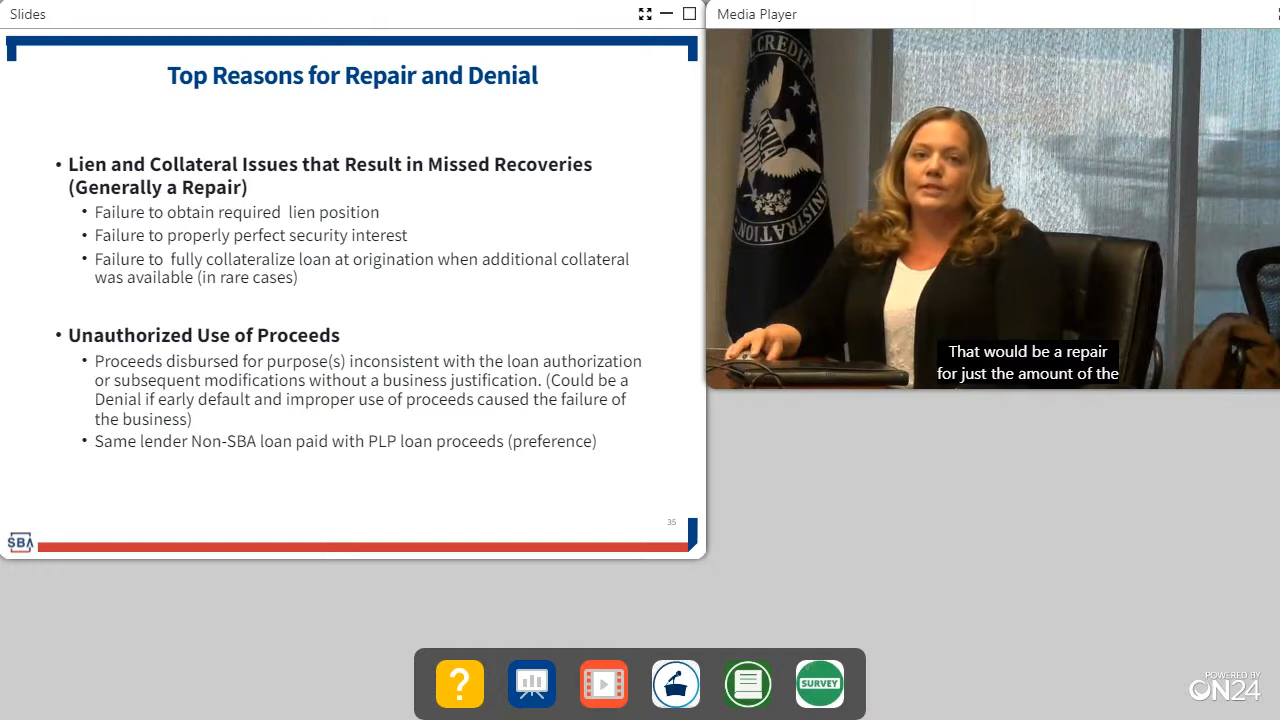 Slides
Media Player
Top Reasons for Repair and Denial
• Lien and Collateral Issues that Result in Missed Recoveries
(Generally a Repair)
• Failure to obtain required lien position
• Failure to properly perfect security interest
• Failure to fully collateralize loan at origination when additional collateral
was available (in rare cases)
• Unauthorized Use of Proceeds
• Proceeds disbursed for purpose(s) inconsistent with the loan authorization
or subsequent modifications without a business justification. (Could be a
Denial if early default and improper use of proceeds caused the failure of
the business)
• Same lender Non-SBA loan paid with PLP loan proceeds (preference)
35
SBA
CREDIT
That would be a repair
for just the amount of the
?
SURVEY
POWERED BY
ON24